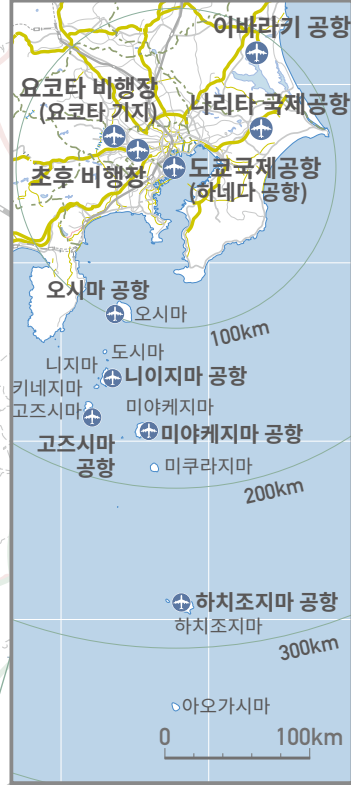 이바라키 공항
요코타 비행장
(요코타 기지)
나리타 국제공항
초후 비행장
도쿄국제공항
(하네다 공항)
오시마 공항
오시마
100km
도시마
니지마
니이지마 공항
키네지마
고즈시마
미야케지마
고즈시마
공항
미야케지마 공항
미쿠라지마
200km
하치조지마 공항
하치조지마
300km
아오가시마
0
100km